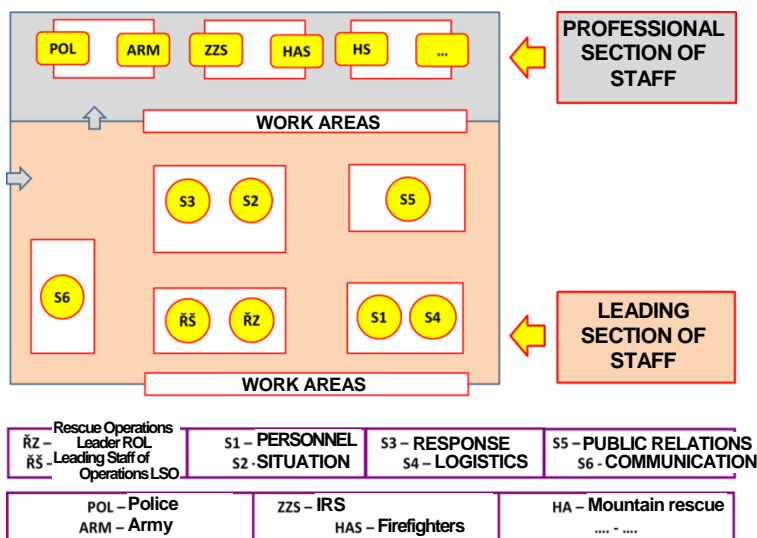 POL ARM ZZS HAS HS ...
PROFESSIONAL
SECTION OF
STAFF
WORK AREAS
S3 S2 S5
S6
ŘŠ ŘZ S1 S4
LEADING
SECTION OF
STAFF
WORK AREAS
ŘZ – Rescue Operations
Leader ROL
ŘŠ - Leading Staff of
Operations LSO
S1 – PERSONNEL
S2 - SITUATION
S3 – RESPONSE
S4 – LOGISTICS
S5 – PUBLIC RELATIONS
S6 - COMMUNICATION
POL – Police
ARM – Army
ZZS – IRS
HAS – Firefighters
HA – Mountain rescue
.... - ....